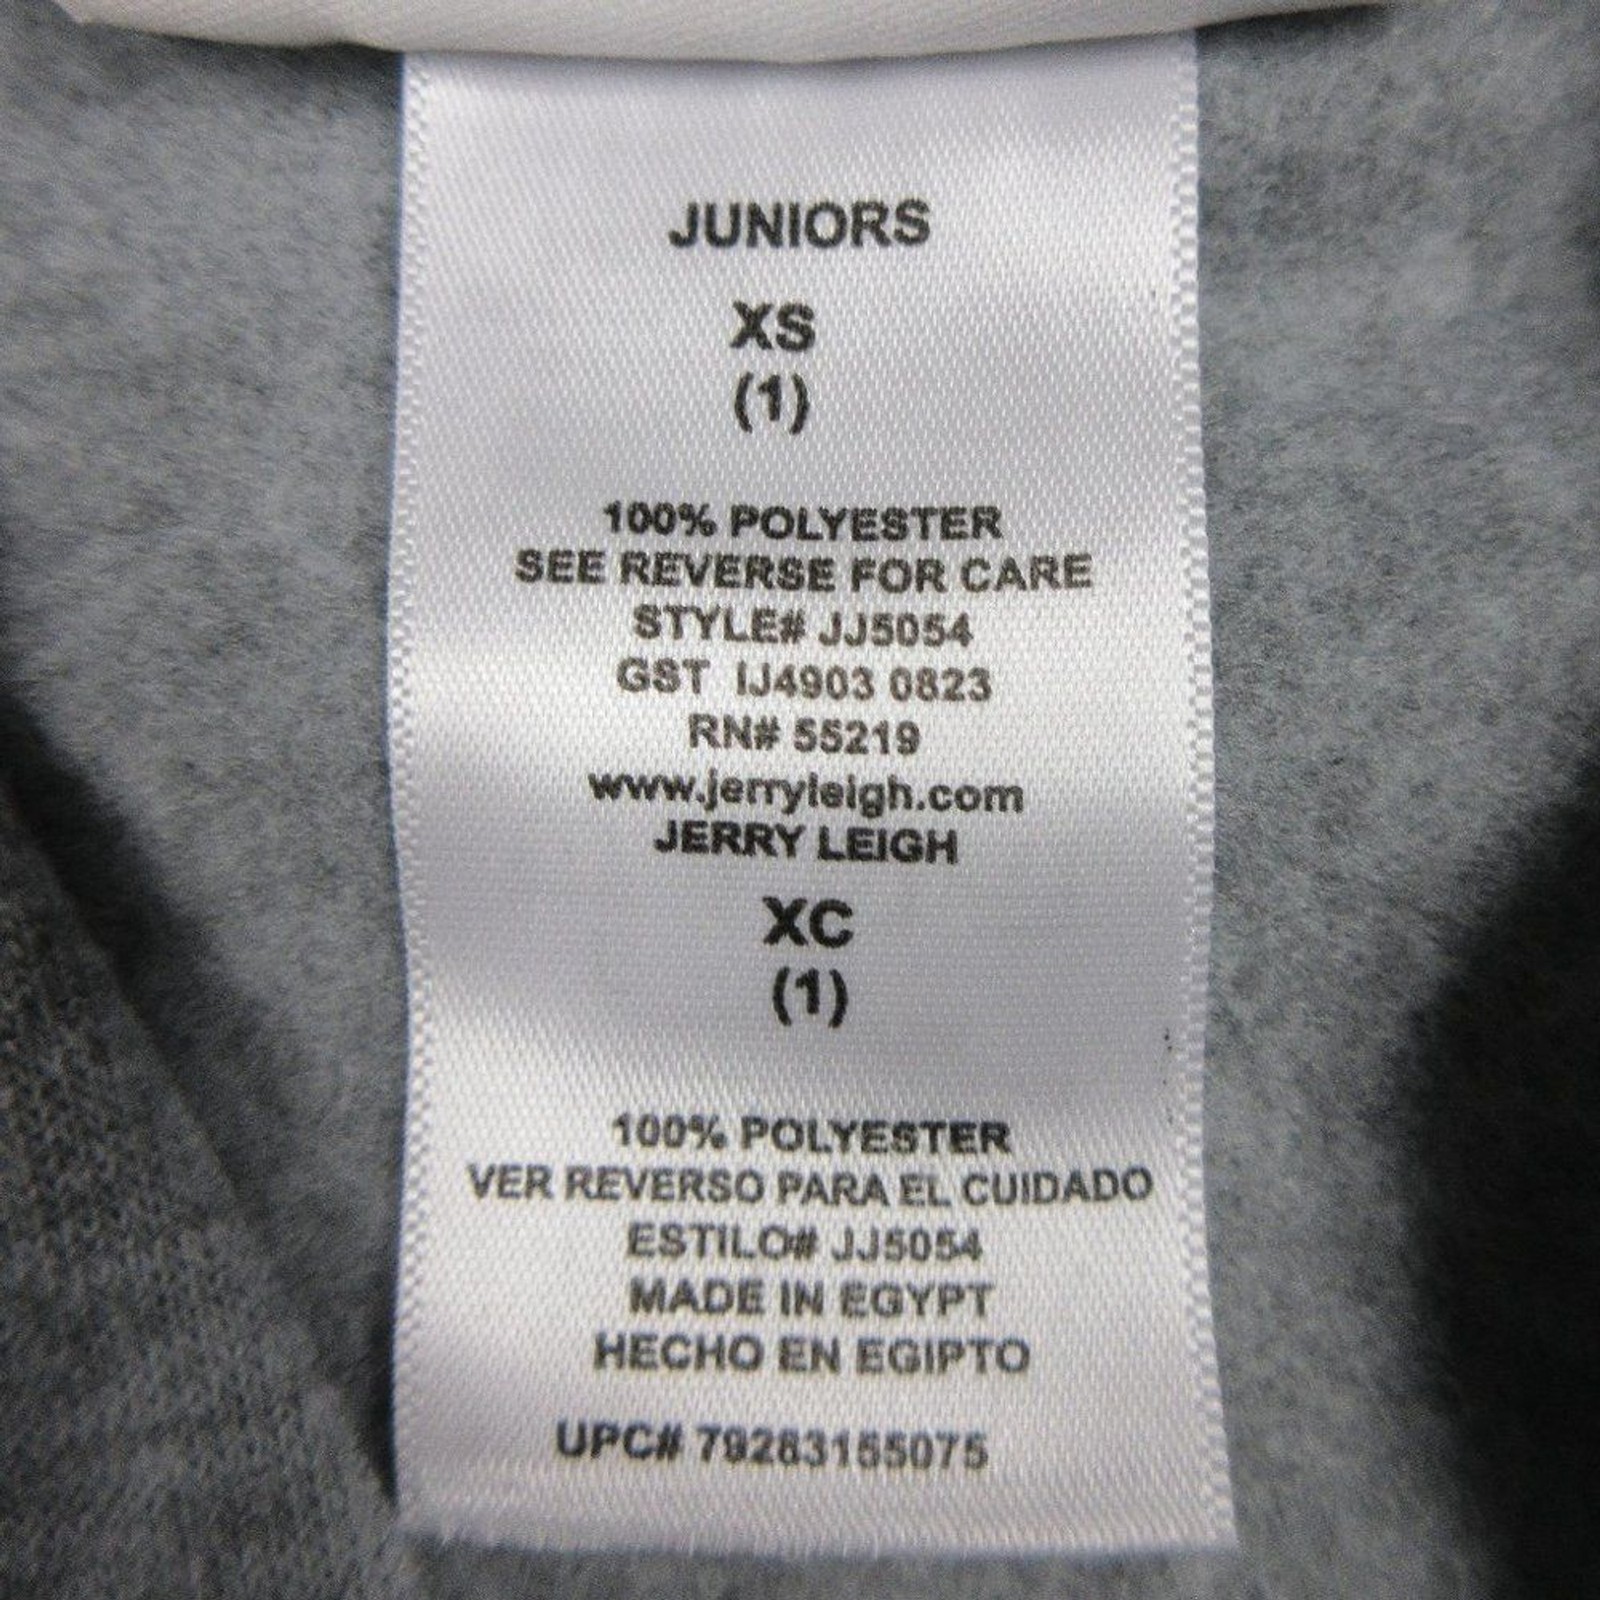 JUNIORS
XS
(1)
100% POLYESTER
SEE REVERSE FOR CARE
STYLE# JJ5054
GST IJ4903 0823
RN# 55219
www.jerryleigh.com
JERRY LEIGH
XC
(1)
100% POLYESTER
VER REVERSO PARA EL CUIDADO
ESTILO# JJ5054
MADE IN EGYPT
HECHO EN EGIPTO
UPC# 79283155075